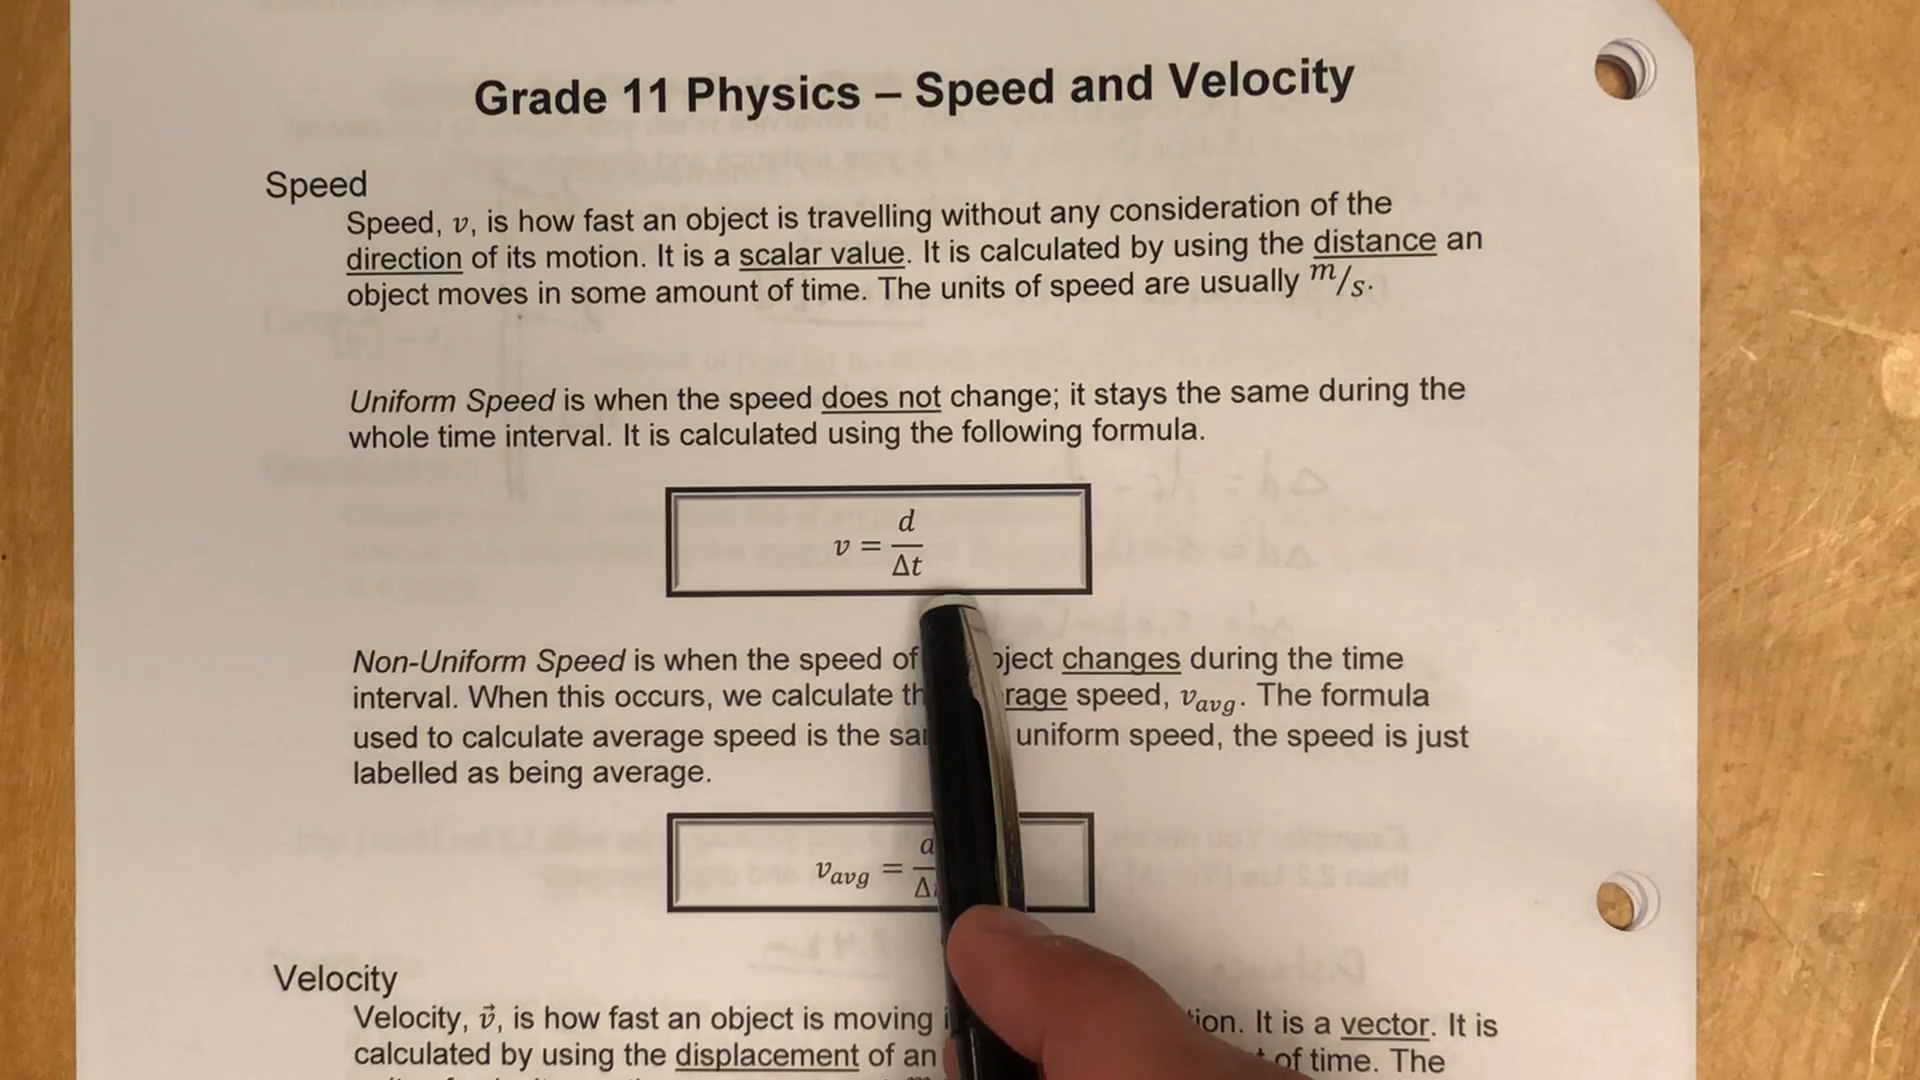 Grade 11 Physics – Speed and Velocity
Speed
Speed, v, is how fast an object is travelling without any consideration of the
direction of its motion. It is a scalar value. It is calculated by using the distance an
object moves in some amount of time. The units of speed are usually m/s.
Uniform Speed is when the speed does not change; it stays the same during the
whole time interval. It is calculated using the following formula.
v = d/Δt
Non-Uniform Speed is when the speed of changes during the time
interval. When this occurs, we calculate speed, v_avg. The formula
used to calculate average speed is the uniform speed, the speed is just
labelled as being average.
v_avg =
Velocity
Velocity, v⃗, is how fast an object is moving It is a vector. It is
calculated by using the displacement of an of time. The